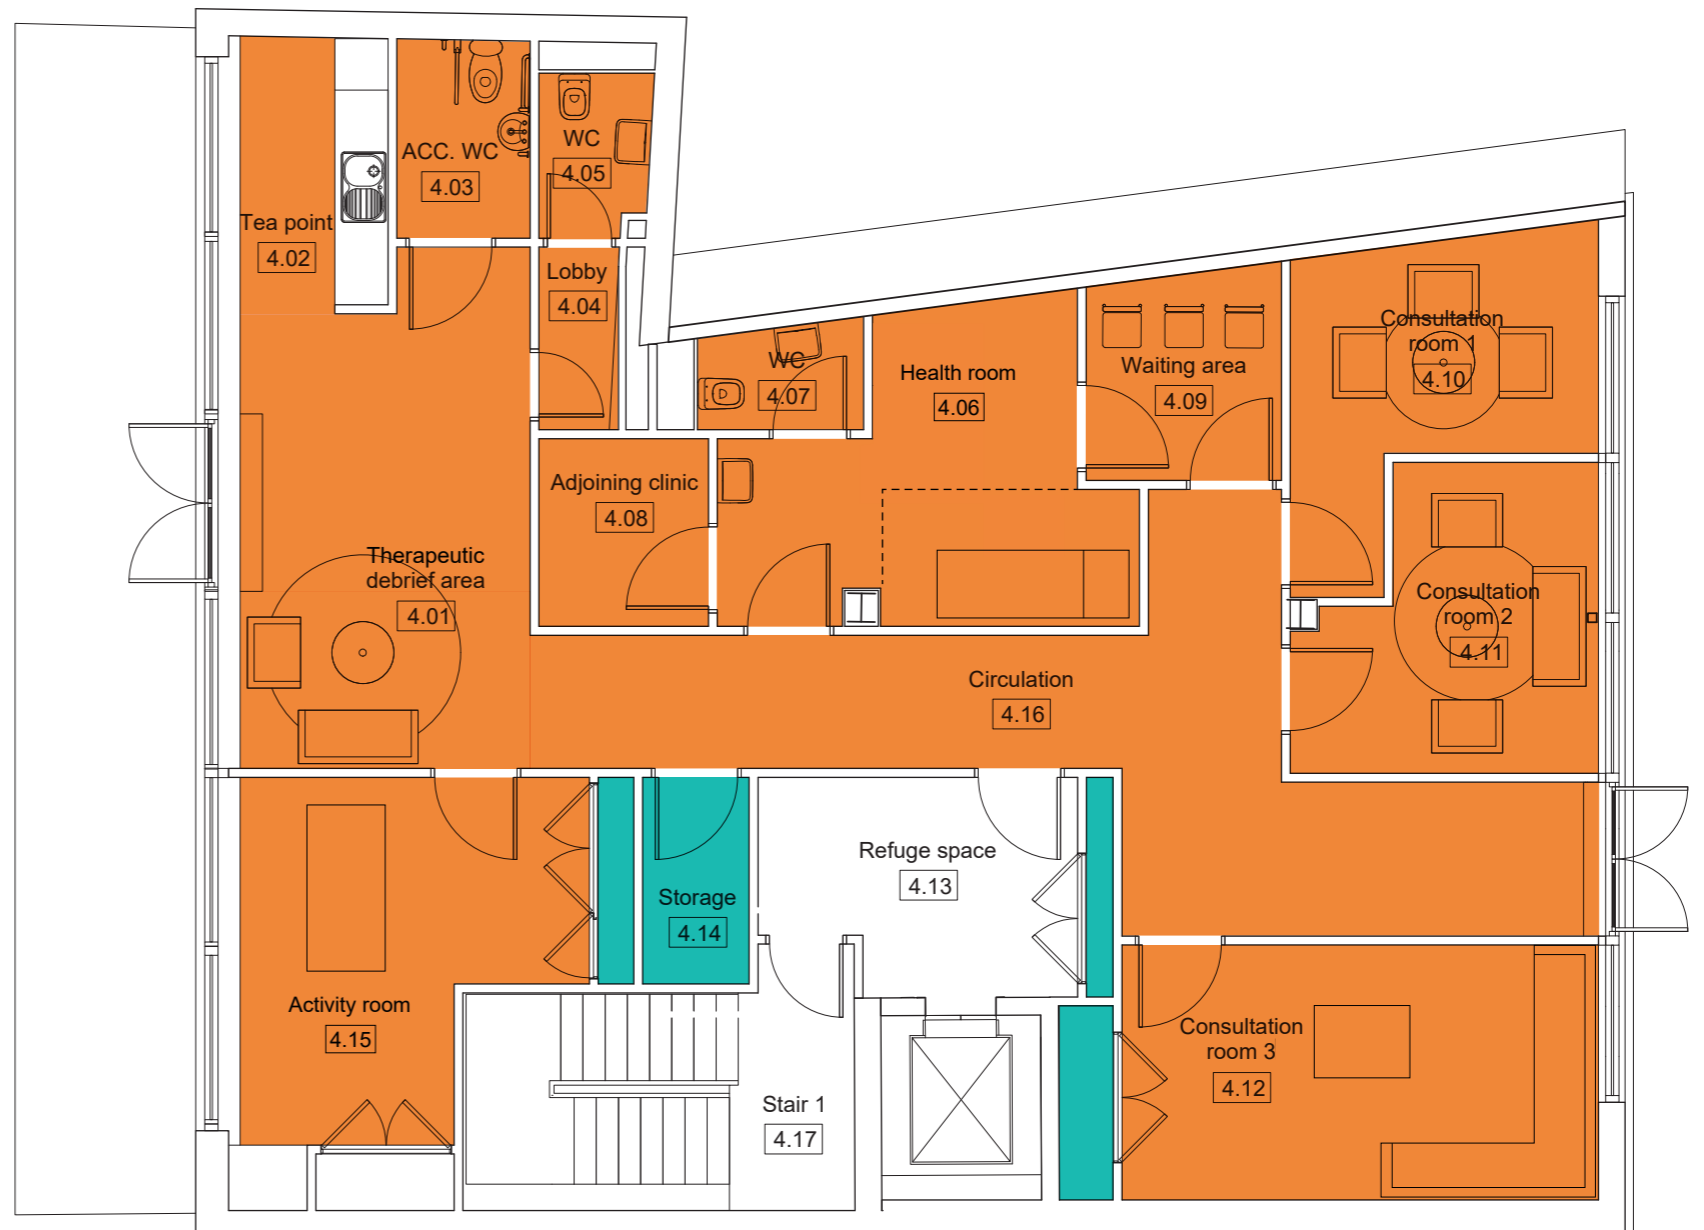 ACC. WC
4.03
WC
4.05
Tea point
4.02
Lobby
4.04
WC
4.07
Health room
4.06
Waiting area
4.09
Consultation
room 1
4.10
Adjoining clinic
4.08
Therapeutic
debrief area
4.01
Consultation
room 2
4.11
Circulation
4.16
Refuge space
4.13
Storage
4.14
Activity room
4.15
Consultation
room 3
4.12
Stair 1
4.17